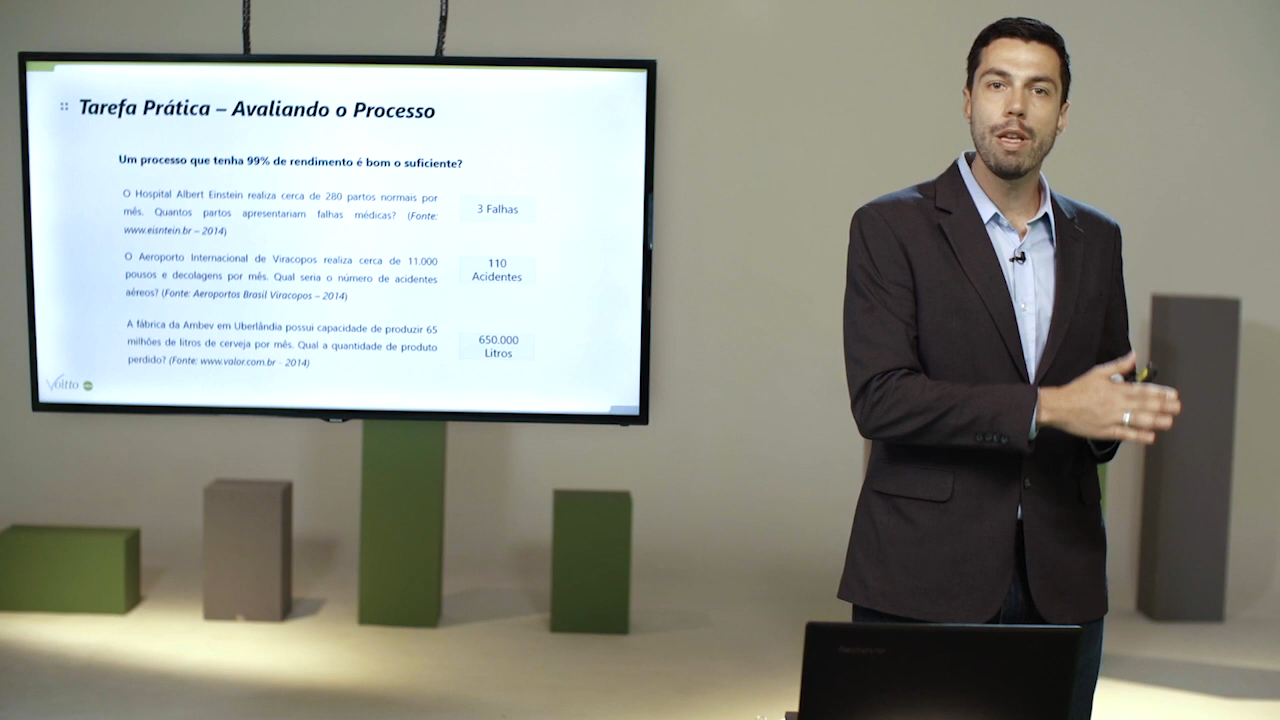 Tarefa Prática – Avaliando o Processo
Um processo que tenha 99% de rendimento é bom o suficiente?
O Hospital Albert Einstein realiza cerca de 280 partos normais por
mês. Quantos partos apresentariam falhas médicas? (Fonte:
www.eisntein.br – 2014)
3 Falhas
O Aeroporto Internacional de Viracopos realiza cerca de 11.000
pousos e decolagens por mês. Qual seria o número de acidentes
aéreos? (Fonte: Aeroportos Brasil Viracopos – 2014)
110
Acidentes
A fábrica da Ambev em Uberlândia possui capacidade de produzir 65
milhões de litros de cerveja por mês. Qual a quantidade de produto
perdido? (Fonte: www.valor.com.br - 2014)
650.000
Litros
Voitto